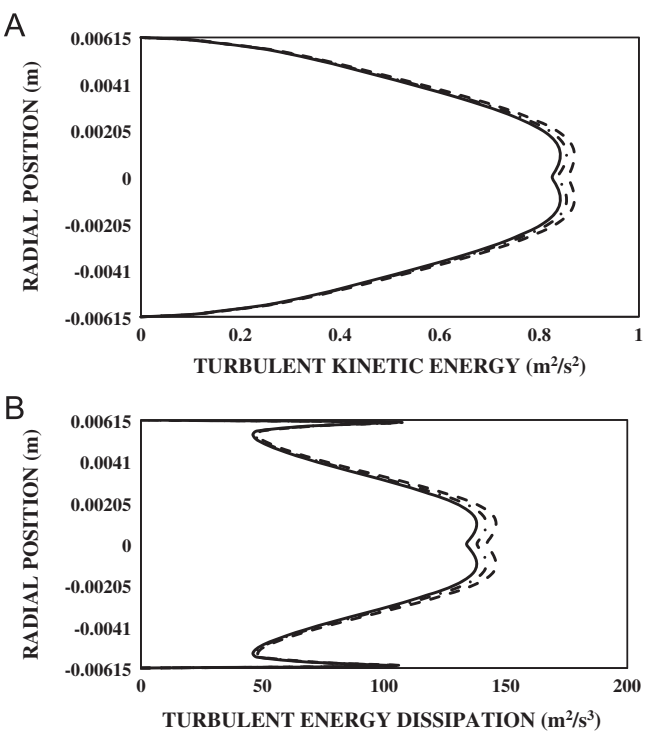 A
RADIAL POSITION (m)
0.00615
0.0041
0.00205
0
-0.00205
-0.0041
-0.00615
0 0.2 0.4 0.6 0.8 1
TURBULENT KINETIC ENERGY (m²/s²)
B
RADIAL POSITION (m)
0.00615
0.0041
0.00205
0
-0.00205
-0.0041
-0.00615
0 50 100 150 200
TURBULENT ENERGY DISSIPATION (m²/s³)